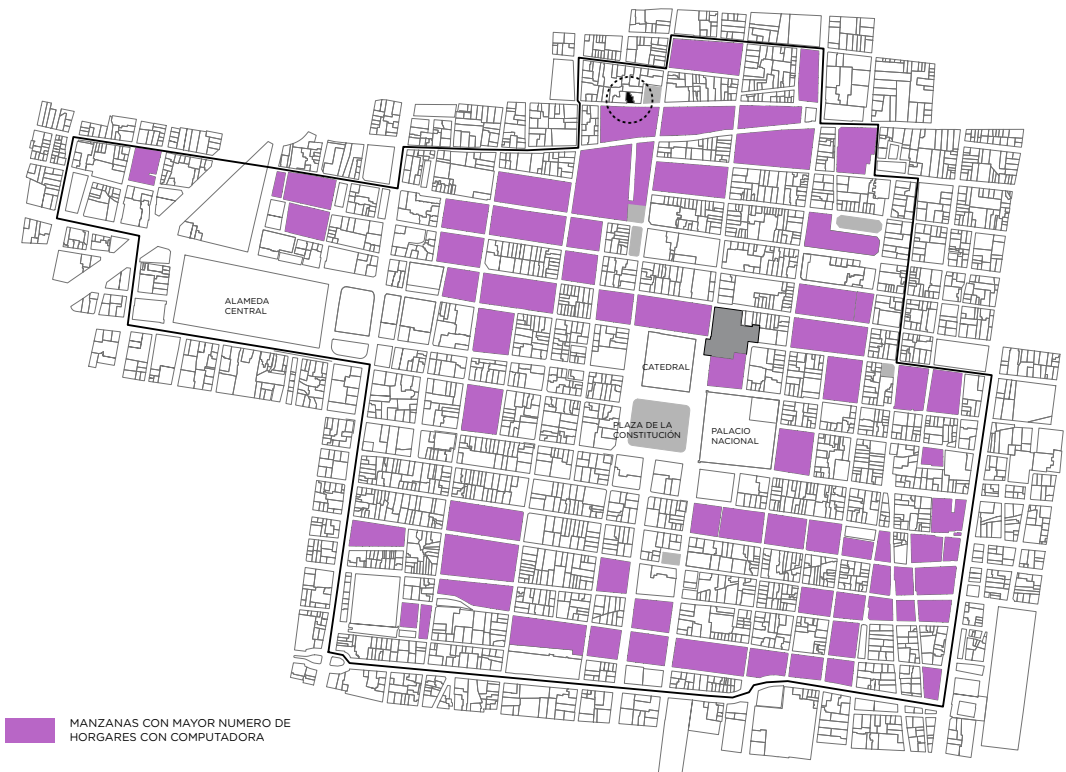 ALAMEDA
CENTRAL
CATEDRAL
PLAZA DE LA
CONSTITUCIÓN
PALACIO
NACIONAL
MANZANAS CON MAYOR NUMERO DE
HORGARES CON COMPUTADORA